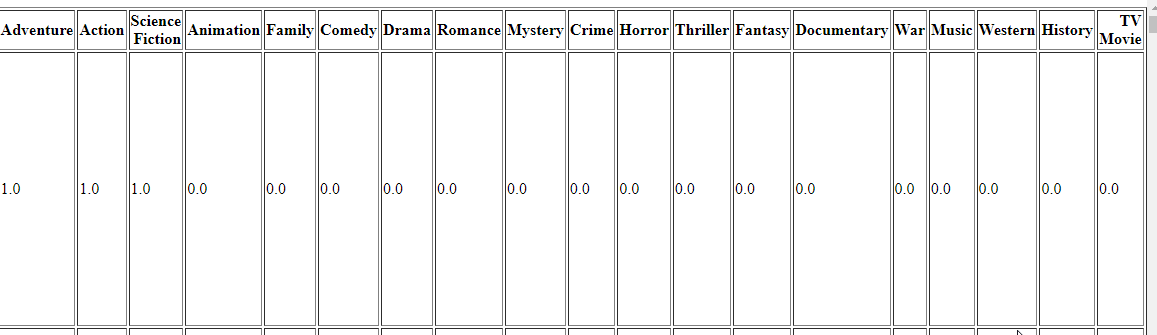 Adventure Action Science Fiction Animation Family Comedy Drama Romance Mystery Crime Horror Thriller Fantasy Documentary War Music Western History TV Movie
1.0 1.0 1.0 0.0 0.0 0.0 0.0 0.0 0.0 0.0 0.0 0.0 0.0 0.0 0.0 0.0 0.0 0.0 0.0